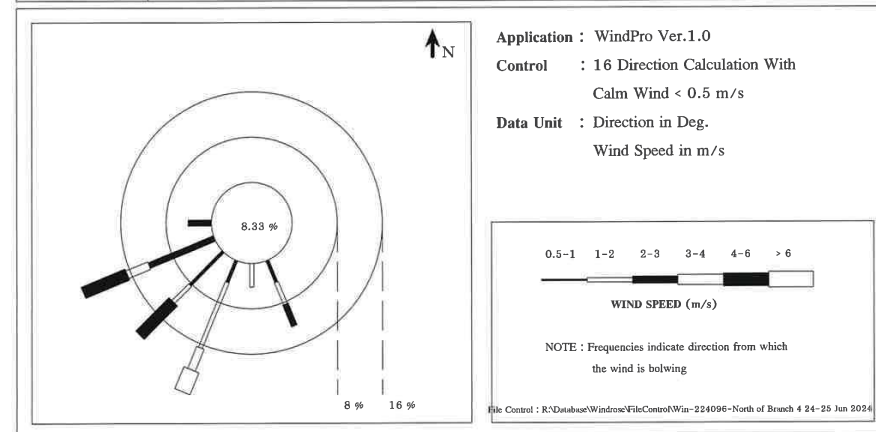 N
8.33 %
8 %
16 %
Application : WindPro Ver.1.0
Control : 16 Direction Calculation With
Calm Wind < 0.5 m/s
Data Unit : Direction in Deg.
Wind Speed in m/s
0.5-1 1-2 2-3 3-4 4-6 > 6
WIND SPEED (m/s)
NOTE : Frequencies indicate direction from which
the wind is bolwing
File Control : R:\Database\Windrose\FileControl\Win-224096-North of Branch 4 24-25 Jun 2024